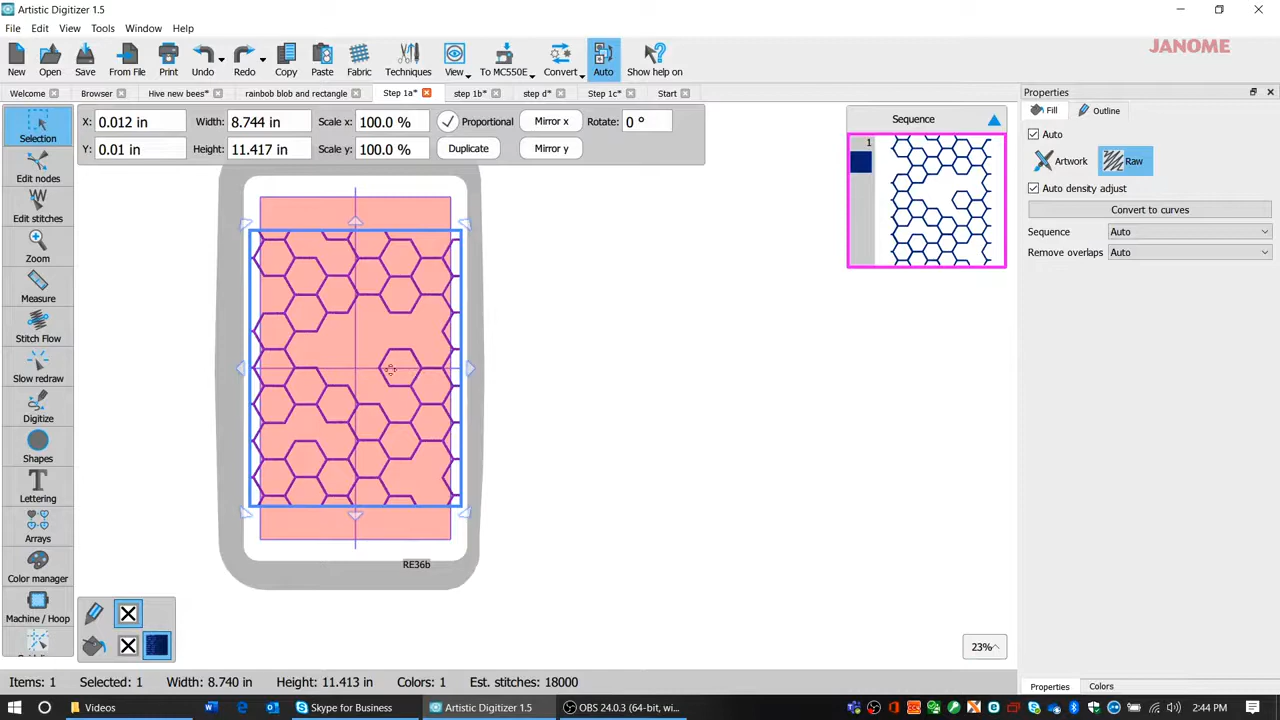 Artistic Digitizer 1.5
File Edit View Tools Window Help
JANOME
New Open Save From File Print Undo Redo Copy Paste Fabric Techniques View To MC550E Convert Auto Show help on
Welcome Browser Hive new bees* rainbob blob and rectangle Step 1a* step 1b* step d* Step 1c* Start
X: 0.012 in Width: 8.744 in Scale x: 100.0 % Proportional Mirror x Rotate: 0 °
Y: 0.01 in Height: 11.417 in Scale y: 100.0 % Duplicate Mirror y
Sequence
1
Properties
Fill Outline
Auto
Artwork Raw
Auto density adjust
Convert to curves
Sequence Auto
Remove overlaps Auto
Selection
Edit nodes
Edit stitches
Zoom
Measure
Stitch Flow
Slow redraw
Digitize
Shapes
Lettering
Arrays
Color manager
Machine / Hoop
RE36b
23%
Items: 1 Selected: 1 Width: 8.740 in Height: 11.413 in Colors: 1 Est. stitches: 18000
Properties Colors
Videos Skype for Business Artistic Digitizer 1.5 OBS 24.0.3 (64-bit, wi... 2:44 PM